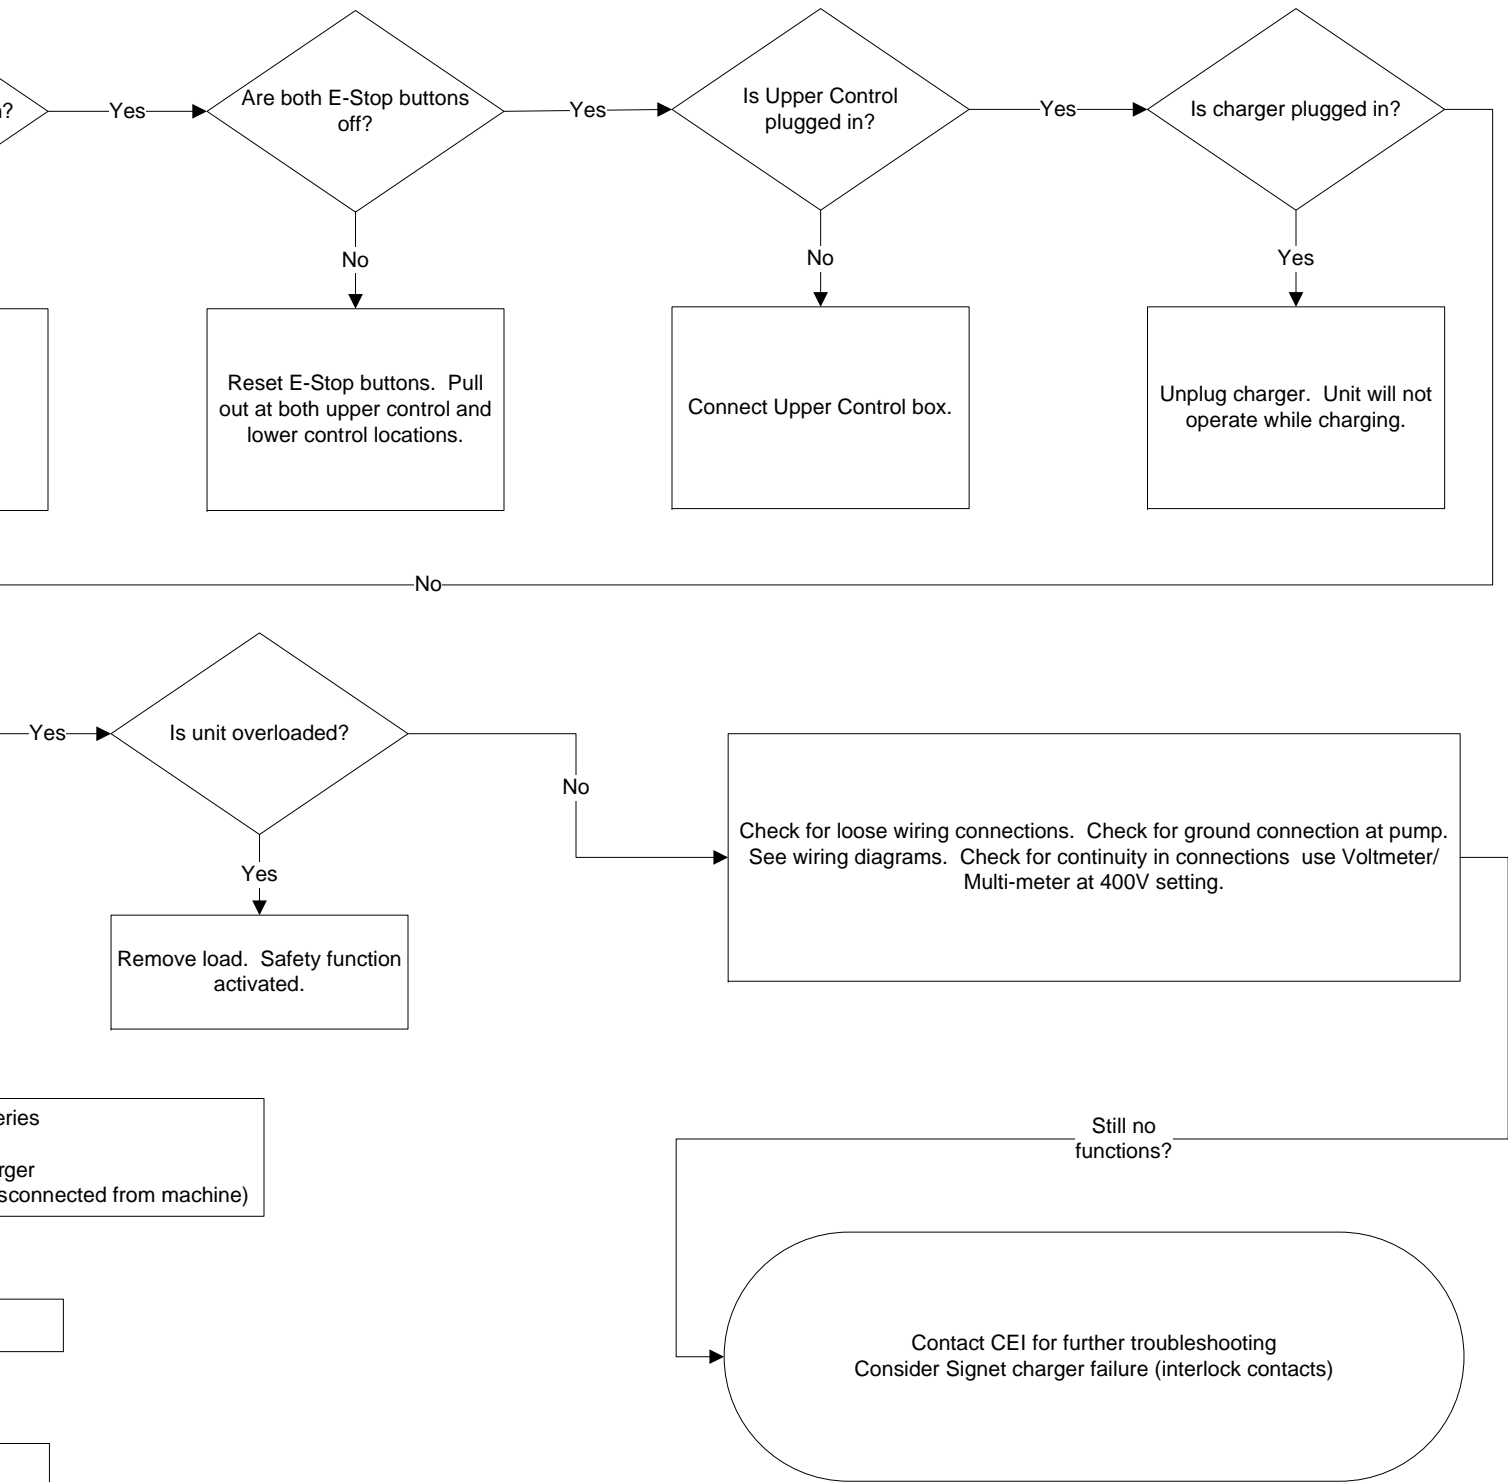 ?
Yes
Are both E-Stop buttons
off?
Yes
Is Upper Control
plugged in?
Yes
Is charger plugged in?
No
No
Yes
Reset E-Stop buttons.  Pull
out at both upper control and
lower control locations.
Connect Upper Control box.
Unplug charger.  Unit will not
operate while charging.
No
Yes
Is unit overloaded?
No
Check for loose wiring connections.  Check for ground connection at pump.
See wiring diagrams.  Check for continuity in connections  use Voltmeter/
Multi-meter at 400V setting.
Yes
Remove load.  Safety function
activated.
eries
rger
sconnected from machine)
Still no
functions?
Contact CEI for further troubleshooting
Consider Signet charger failure (interlock contacts)